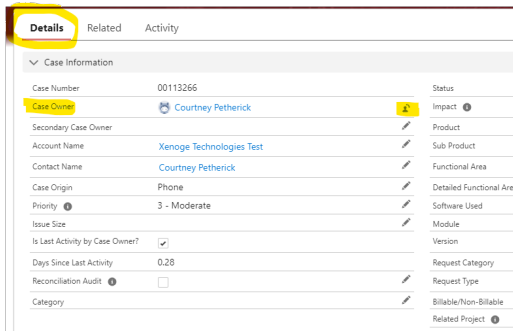 Details Related Activity
Case Information
Case Number 00113266 Status
Case Owner Courtney Petherick Impact
Secondary Case Owner Product
Account Name Xenoge Technologies Test Sub Product
Contact Name Courtney Petherick Functional Area
Case Origin Phone Detailed Functional Are
Priority 3 - Moderate Software Used
Issue Size Module
Is Last Activity by Case Owner? Version
Days Since Last Activity 0.28 Request Category
Reconciliation Audit Request Type
Category Billable/Non-Billable
Related Project